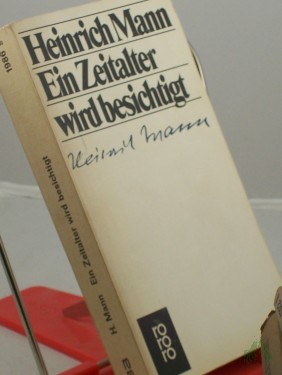 Heinrich Mann
Ein Zeitalter
wird besichtigt
Heinrich Mann
ro
ro
ro
H. Mann Ein Zeitalter wird besichtigt
1986